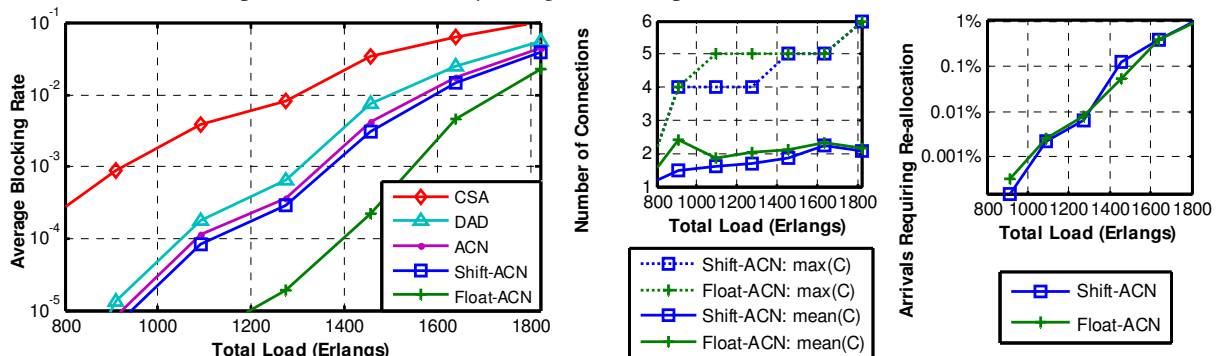 Average Blocking Rate
10^-1
10^-2
10^-3
10^-4
10^-5
800 1000 1200 1400 1600 1800
Total Load (Erlangs)
CSA
DAD
ACN
Shift-ACN
Float-ACN
Number of Connections
6
5
4
3
2
1
800 1000 1200 1400 1600 1800
Total Load (Erlangs)
Shift-ACN: max(C)
Float-ACN: max(C)
Shift-ACN: mean(C)
Float-ACN: mean(C)
Arrivals Requiring Re-allocation
1%
0.1%
0.01%
0.001%
800 1000 1200 1400 1600 1800
Total Load (Erlangs)
Shift-ACN
Float-ACN